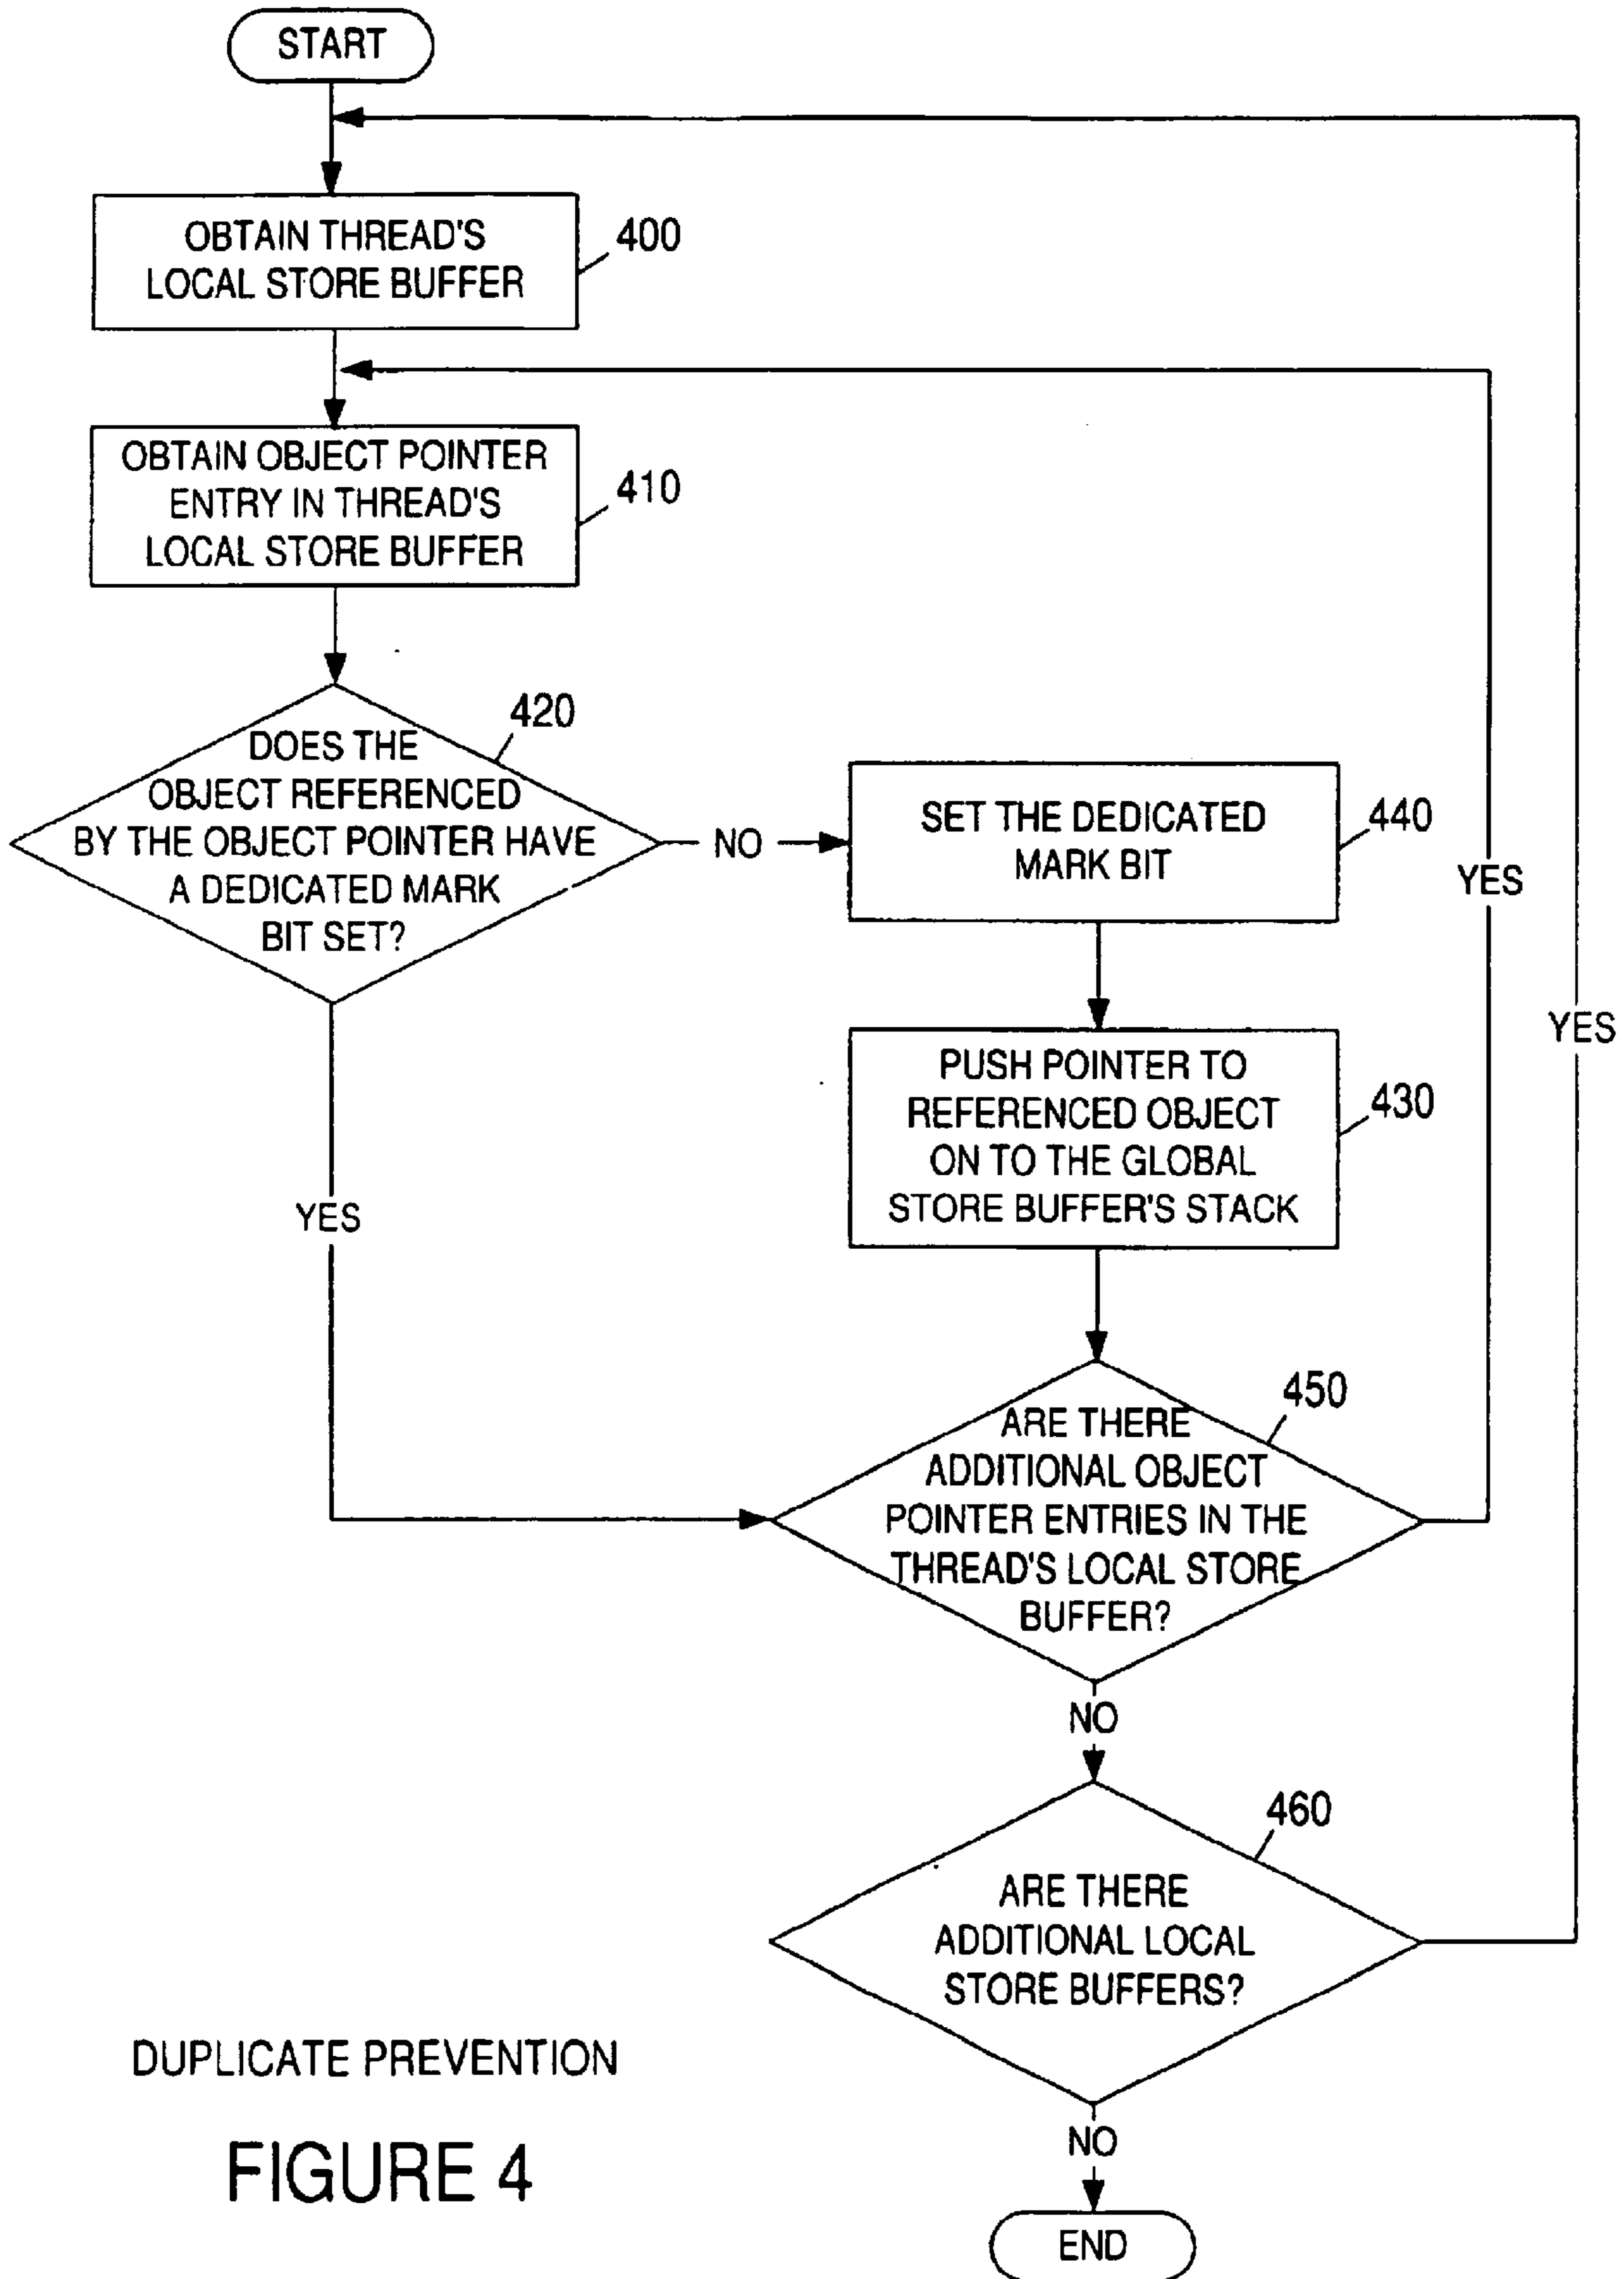 START
OBTAIN THREAD'S
LOCAL STORE BUFFER
400
OBTAIN OBJECT POINTER
ENTRY IN THREAD'S
LOCAL STORE BUFFER
410
420
DOES THE
OBJECT REFERENCED
BY THE OBJECT POINTER HAVE
A DEDICATED MARK
BIT SET?
NO
SET THE DEDICATED
MARK BIT
440
YES
YES
PUSH POINTER TO
REFERENCED OBJECT
ON TO THE GLOBAL
STORE BUFFER'S STACK
430
YES
450
ARE THERE
ADDITIONAL OBJECT
POINTER ENTRIES IN THE
THREAD'S LOCAL STORE
BUFFER?
NO
460
ARE THERE
ADDITIONAL LOCAL
STORE BUFFERS?
NO
END
DUPLICATE PREVENTION
FIGURE 4